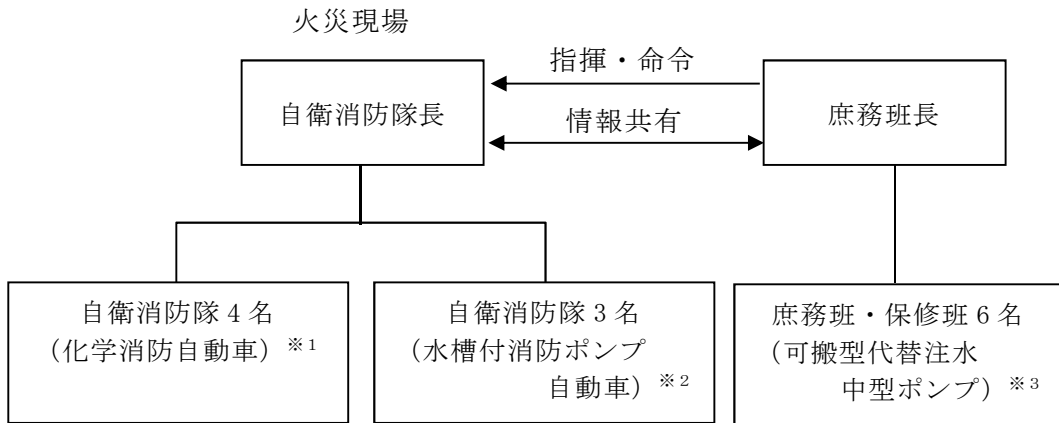 火災現場
指揮・命令
自衛消防隊長
庶務班長
情報共有
自衛消防隊4名
（化学消防自動車）※1
自衛消防隊3名
（水槽付消防ポンプ
自動車）※2
庶務班・保修班6名
（可搬型代替注水
中型ポンプ）※3